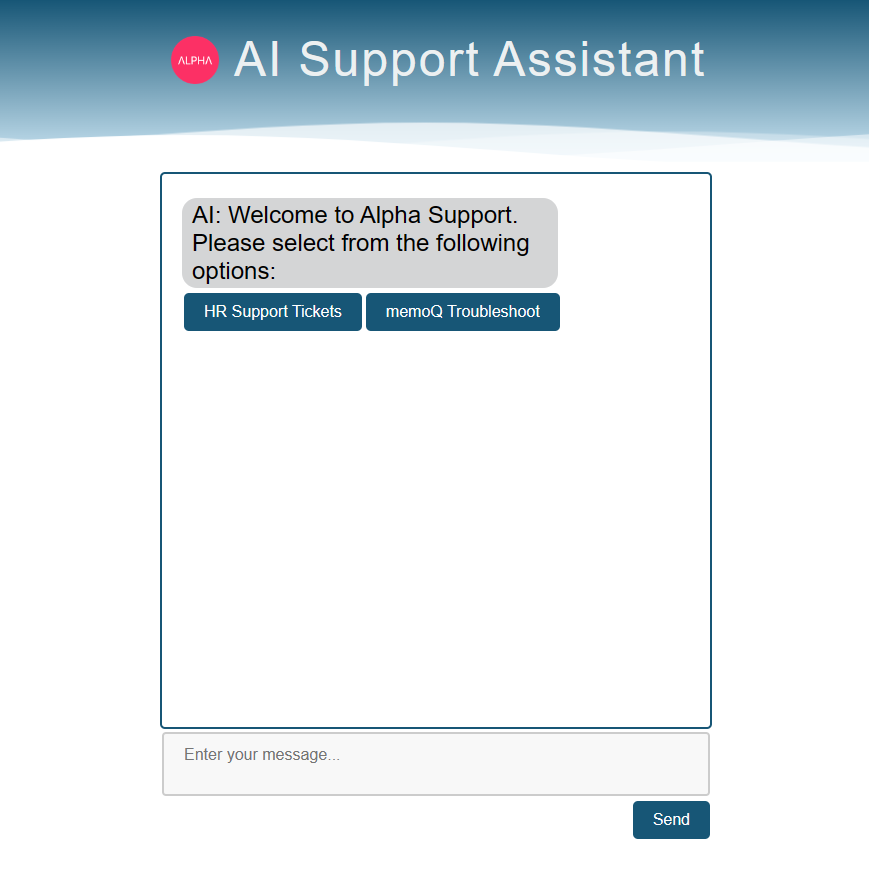 ALPHA
AI Support Assistant
AI: Welcome to Alpha Support.
Please select from the following
options:
HR Support Tickets
memoQ Troubleshoot
Enter your message...
Send